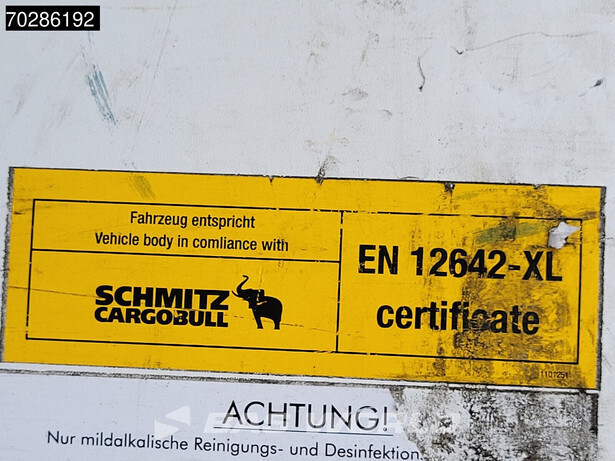 70286192
Fahrzeug entspricht
Vehicle body in comliance with
SCHMITZ
CARGOBULL
EN 12642-XL
certificate
1107251
ACHTUNG!
Nur mildalkalische Reinigungs- und Desinfektion